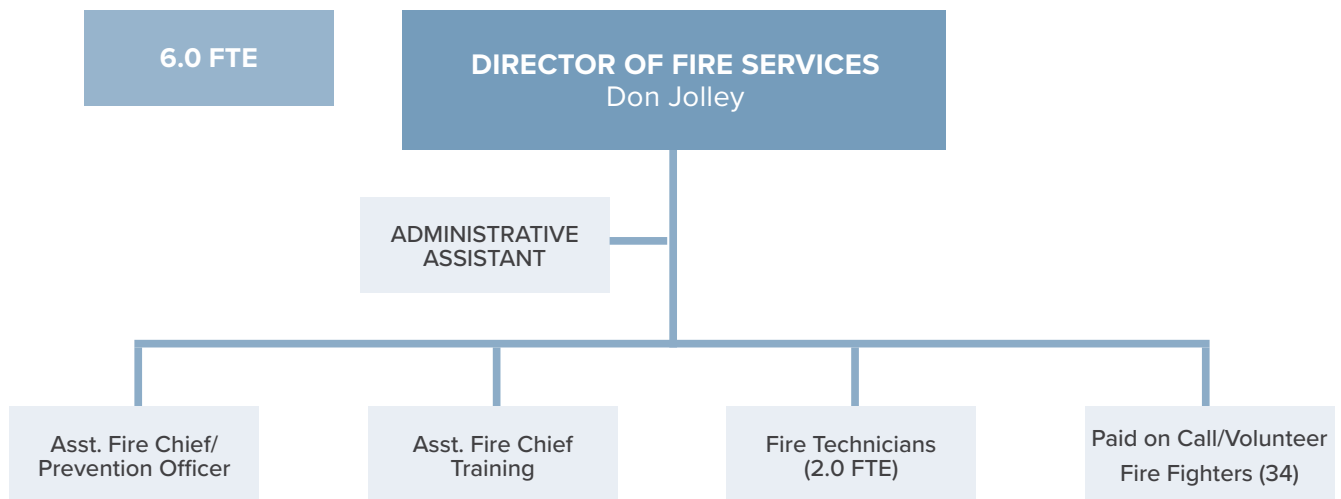 6.0 FTE
DIRECTOR OF FIRE SERVICES
Don Jolley
ADMINISTRATIVE
ASSISTANT
Asst. Fire Chief/
Prevention Officer
Asst. Fire Chief
Training
Fire Technicians
(2.0 FTE)
Paid on Call/Volunteer
Fire Fighters (34)